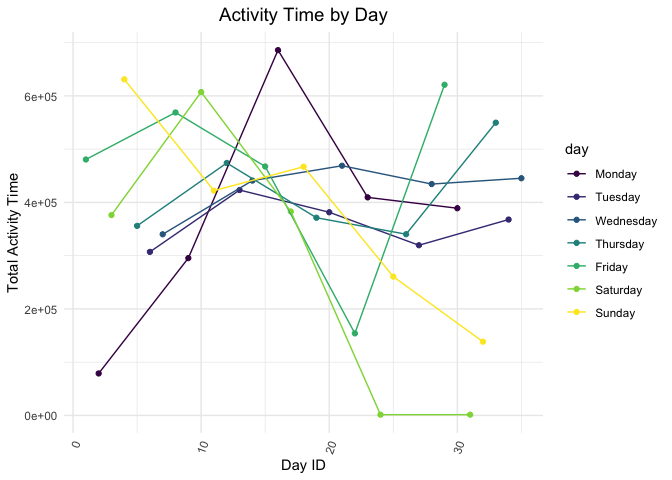 Activity Time by Day
Total Activity Time
6e+05
4e+05
2e+05
0e+00
0
10
20
30
Day ID
day
Monday
Tuesday
Wednesday
Thursday
Friday
Saturday
Sunday